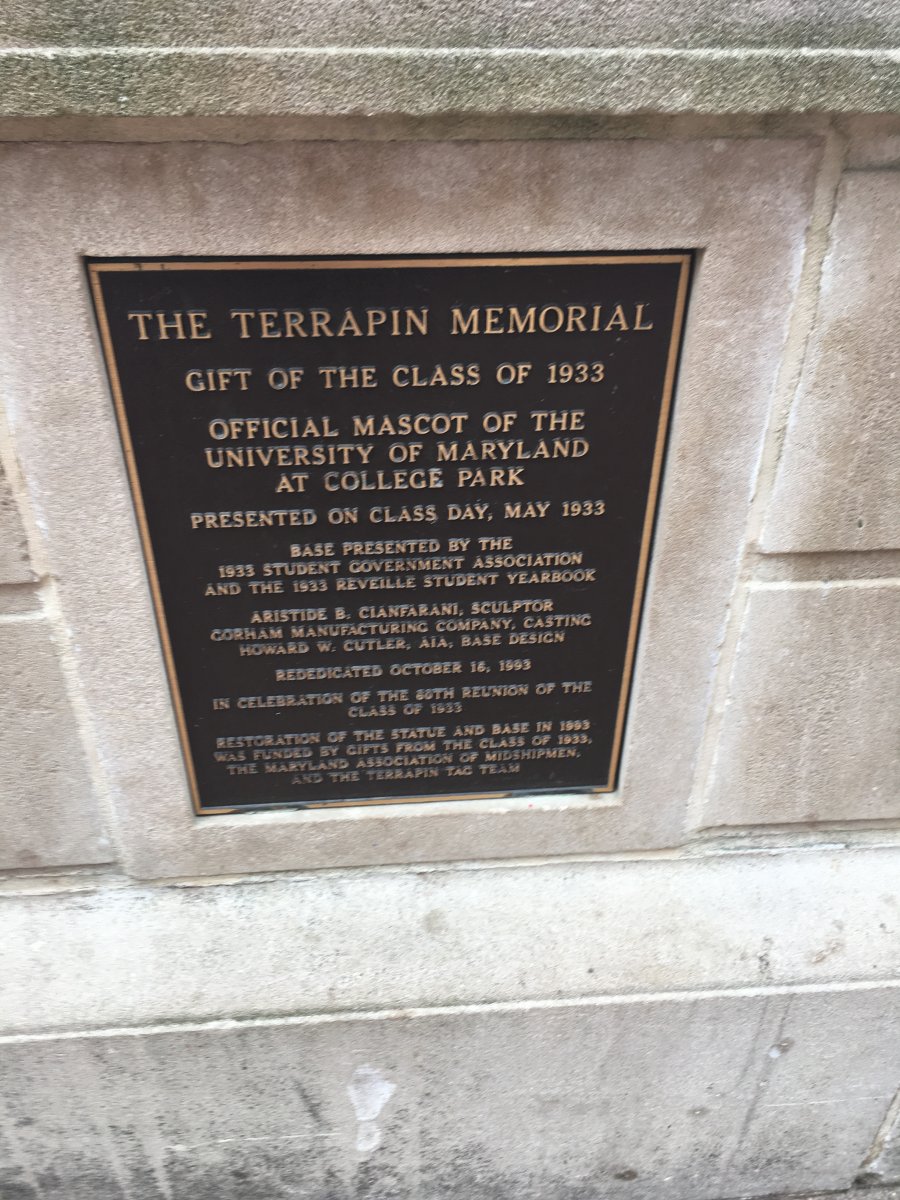 THE TERRAPIN MEMORIAL
GIFT OF THE CLASS OF 1933
OFFICIAL MASCOT OF THE
UNIVERSITY OF MARYLAND
AT COLLEGE PARK
PRESENTED ON CLASS DAY, MAY 1933
BASE PRESENTED BY THE
1933 STUDENT GOVERNMENT ASSOCIATION
AND THE 1933 REVEILLE STUDENT YEARBOOK
ARISTIDE B. CIANFARANI, SCULPTOR
GORHAM MANUFACTURING COMPANY, CASTING
HOWARD W. CUTLER, AIA, BASE DESIGN
REDEDICATED OCTOBER 16, 1993
IN CELEBRATION OF THE 60TH REUNION OF THE
CLASS OF 1933
RESTORATION OF THE STATUE AND BASE IN 1993
WAS FUNDED BY GIFTS FROM THE CLASS OF 1933,
THE MARYLAND ASSOCIATION OF MIDSHIPMEN,
AND THE TERRAPIN TAG TEAM